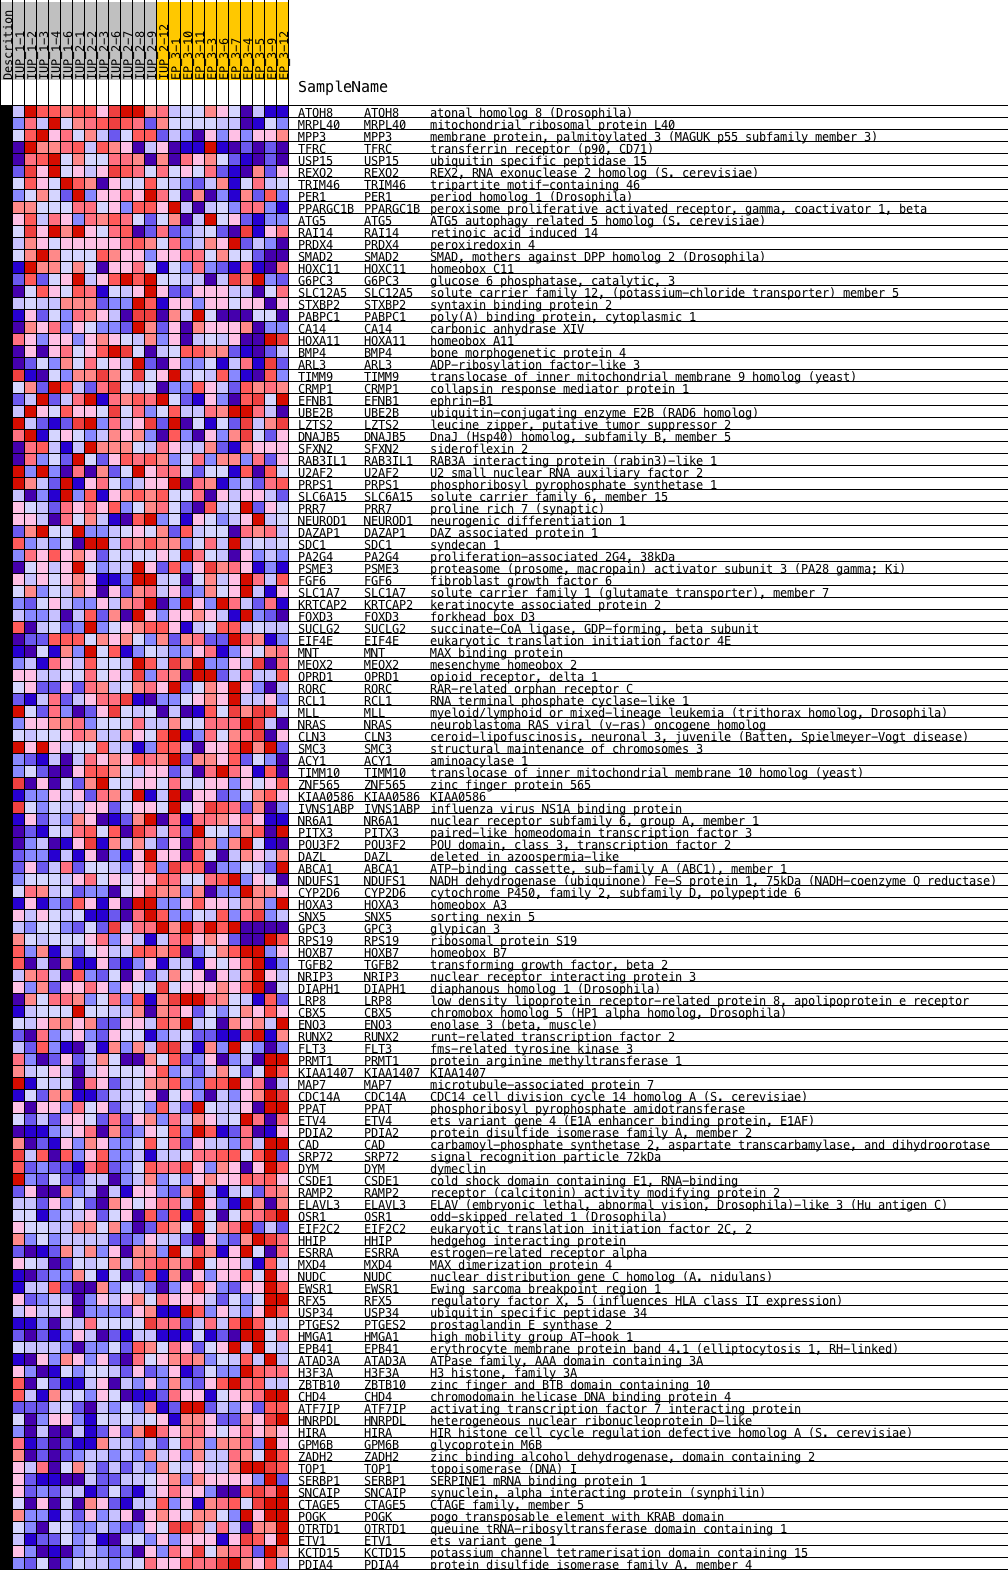 Descrition
IUP_1-1
IUP_1-2
IUP_1-3
IUP_1-4
IUP_1-6
IUP_2-1
IUP_2-2
IUP_2-3
IUP_2-6
IUP_2-7
IUP_2-8
IUP_2-9
IUP_2-12
EP_3-1
EP_3-10
EP_3-11
EP_3-3
EP_3-6
EP_3-7
EP_3-4
EP_3-5
EP_3-9
EP_3-12
SampleName
ATOH8 ATOH8 atonal homolog 8 (Drosophila)
MRPL40 MRPL40 mitochondrial ribosomal protein L40
MPP3 MPP3 membrane protein, palmitoylated 3 (MAGUK p55 subfamily member 3)
TFRC TFRC transferrin receptor (p90, CD71)
USP15 USP15 ubiquitin specific peptidase 15
REXO2 REXO2 REX2, RNA exonuclease 2 homolog (S. cerevisiae)
TRIM46 TRIM46 tripartite motif-containing 46
PER1 PER1 period homolog 1 (Drosophila)
PPARGC1B PPARGC1B peroxisome proliferative activated receptor, gamma, coactivator 1, beta
ATG5 ATG5 ATG5 autophagy related 5 homolog (S. cerevisiae)
RAI14 RAI14 retinoic acid induced 14
PRDX4 PRDX4 peroxiredoxin 4
SMAD2 SMAD2 SMAD, mothers against DPP homolog 2 (Drosophila)
HOXC11 HOXC11 homeobox C11
G6PC3 G6PC3 glucose 6 phosphatase, catalytic, 3
SLC12A5 SLC12A5 solute carrier family 12, (potassium-chloride transporter) member 5
STXBP2 STXBP2 syntaxin binding protein 2
PABPC1 PABPC1 poly(A) binding protein, cytoplasmic 1
CA14 CA14 carbonic anhydrase XIV
HOXA11 HOXA11 homeobox A11
BMP4 BMP4 bone morphogenetic protein 4
ARL3 ARL3 ADP-ribosylation factor-like 3
TIMM9 TIMM9 translocase of inner mitochondrial membrane 9 homolog (yeast)
CRMP1 CRMP1 collapsin response mediator protein 1
EFNB1 EFNB1 ephrin-B1
UBE2B UBE2B ubiquitin-conjugating enzyme E2B (RAD6 homolog)
LZTS2 LZTS2 leucine zipper, putative tumor suppressor 2
DNAJB5 DNAJB5 DnaJ (Hsp40) homolog, subfamily B, member 5
SFXN2 SFXN2 sideroflexin 2
RAB3IL1 RAB3IL1 RAB3A interacting protein (rabin3)-like 1
U2AF2 U2AF2 U2 small nuclear RNA auxiliary factor 2
PRPS1 PRPS1 phosphoribosyl pyrophosphate synthetase 1
SLC6A15 SLC6A15 solute carrier family 6, member 15
PRR7 PRR7 proline rich 7 (synaptic)
NEUROD1 NEUROD1 neurogenic differentiation 1
DAZAP1 DAZAP1 DAZ associated protein 1
SDC1 SDC1 syndecan 1
PA2G4 PA2G4 proliferation-associated 2G4, 38kDa
PSME3 PSME3 proteasome (prosome, macropain) activator subunit 3 (PA28 gamma; Ki)
FGF6 FGF6 fibroblast growth factor 6
SLC1A7 SLC1A7 solute carrier family 1 (glutamate transporter), member 7
KRTCAP2 KRTCAP2 keratinocyte associated protein 2
FOXD3 FOXD3 forkhead box D3
SUCLG2 SUCLG2 succinate-CoA ligase, GDP-forming, beta subunit
EIF4E EIF4E eukaryotic translation initiation factor 4E
MNT MNT MAX binding protein
MEOX2 MEOX2 mesenchyme homeobox 2
OPRD1 OPRD1 opioid receptor, delta 1
RORC RORC RAR-related orphan receptor C
RCL1 RCL1 RNA terminal phosphate cyclase-like 1
MLL MLL myeloid/lymphoid or mixed-lineage leukemia (trithorax homolog, Drosophila)
NRAS NRAS neuroblastoma RAS viral (v-ras) oncogene homolog
CLN3 CLN3 ceroid-lipofuscinosis, neuronal 3, juvenile (Batten, Spielmeyer-Vogt disease)
SMC3 SMC3 structural maintenance of chromosomes 3
ACY1 ACY1 aminoacylase 1
TIMM10 TIMM10 translocase of inner mitochondrial membrane 10 homolog (yeast)
ZNF565 ZNF565 zinc finger protein 565
KIAA0586 KIAA0586 KIAA0586
IVNS1ABP IVNS1ABP influenza virus NS1A binding protein
NR6A1 NR6A1 nuclear receptor subfamily 6, group A, member 1
PITX3 PITX3 paired-like homeodomain transcription factor 3
POU3F2 POU3F2 POU domain, class 3, transcription factor 2
DAZL DAZL deleted in azoospermia-like
ABCA1 ABCA1 ATP-binding cassette, sub-family A (ABC1), member 1
NDUFS1 NDUFS1 NADH dehydrogenase (ubiquinone) Fe-S protein 1, 75kDa (NADH-coenzyme Q reductase)
CYP2D6 CYP2D6 cytochrome P450, family 2, subfamily D, polypeptide 6
HOXA3 HOXA3 homeobox A3
SNX5 SNX5 sorting nexin 5
GPC3 GPC3 glypican 3
RPS19 RPS19 ribosomal protein S19
HOXB7 HOXB7 homeobox B7
TGFB2 TGFB2 transforming growth factor, beta 2
NRIP3 NRIP3 nuclear receptor interacting protein 3
DIAPH1 DIAPH1 diaphanous homolog 1 (Drosophila)
LRP8 LRP8 low density lipoprotein receptor-related protein 8, apolipoprotein e receptor
CBX5 CBX5 chromobox homolog 5 (HP1 alpha homolog, Drosophila)
ENO3 ENO3 enolase 3 (beta, muscle)
RUNX2 RUNX2 runt-related transcription factor 2
FLT3 FLT3 fms-related tyrosine kinase 3
PRMT1 PRMT1 protein arginine methyltransferase 1
KIAA1407 KIAA1407 KIAA1407
MAP7 MAP7 microtubule-associated protein 7
CDC14A CDC14A CDC14 cell division cycle 14 homolog A (S. cerevisiae)
PPAT PPAT phosphoribosyl pyrophosphate amidotransferase
ETV4 ETV4 ets variant gene 4 (E1A enhancer binding protein, E1AF)
PDIA2 PDIA2 protein disulfide isomerase family A, member 2
CAD CAD carbamoyl-phosphate synthetase 2, aspartate transcarbamylase, and dihydroorotase
SRP72 SRP72 signal recognition particle 72kDa
DYM DYM dymeclin
CSDE1 CSDE1 cold shock domain containing E1, RNA-binding
RAMP2 RAMP2 receptor (calcitonin) activity modifying protein 2
ELAVL3 ELAVL3 ELAV (embryonic lethal, abnormal vision, Drosophila)-like 3 (Hu antigen C)
OSR1 OSR1 odd-skipped related 1 (Drosophila)
EIF2C2 EIF2C2 eukaryotic translation initiation factor 2C, 2
HHIP HHIP hedgehog interacting protein
ESRRA ESRRA estrogen-related receptor alpha
MXD4 MXD4 MAX dimerization protein 4
NUDC NUDC nuclear distribution gene C homolog (A. nidulans)
EWSR1 EWSR1 Ewing sarcoma breakpoint region 1
RFX5 RFX5 regulatory factor X, 5 (influences HLA class II expression)
USP34 USP34 ubiquitin specific peptidase 34
PTGES2 PTGES2 prostaglandin E synthase 2
HMGA1 HMGA1 high mobility group AT-hook 1
EPB41 EPB41 erythrocyte membrane protein band 4.1 (elliptocytosis 1, RH-linked)
ATAD3A ATAD3A ATPase family, AAA domain containing 3A
H3F3A H3F3A H3 histone, family 3A
ZBTB10 ZBTB10 zinc finger and BTB domain containing 10
CHD4 CHD4 chromodomain helicase DNA binding protein 4
ATF7IP ATF7IP activating transcription factor 7 interacting protein
HNRPDL HNRPDL heterogeneous nuclear ribonucleoprotein D-like
HIRA HIRA HIR histone cell cycle regulation defective homolog A (S. cerevisiae)
GPM6B GPM6B glycoprotein M6B
ZADH2 ZADH2 zinc binding alcohol dehydrogenase, domain containing 2
TOP1 TOP1 topoisomerase (DNA) I
SERBP1 SERBP1 SERPINE1 mRNA binding protein 1
SNCAIP SNCAIP synuclein, alpha interacting protein (synphilin)
CTAGE5 CTAGE5 CTAGE family, member 5
POGK POGK pogo transposable element with KRAB domain
QTRTD1 QTRTD1 queuine tRNA-ribosyltransferase domain containing 1
ETV1 ETV1 ets variant gene 1
KCTD15 KCTD15 potassium channel tetramerisation domain containing 15
PDIA4 PDIA4 protein disulfide isomerase family A, member 4